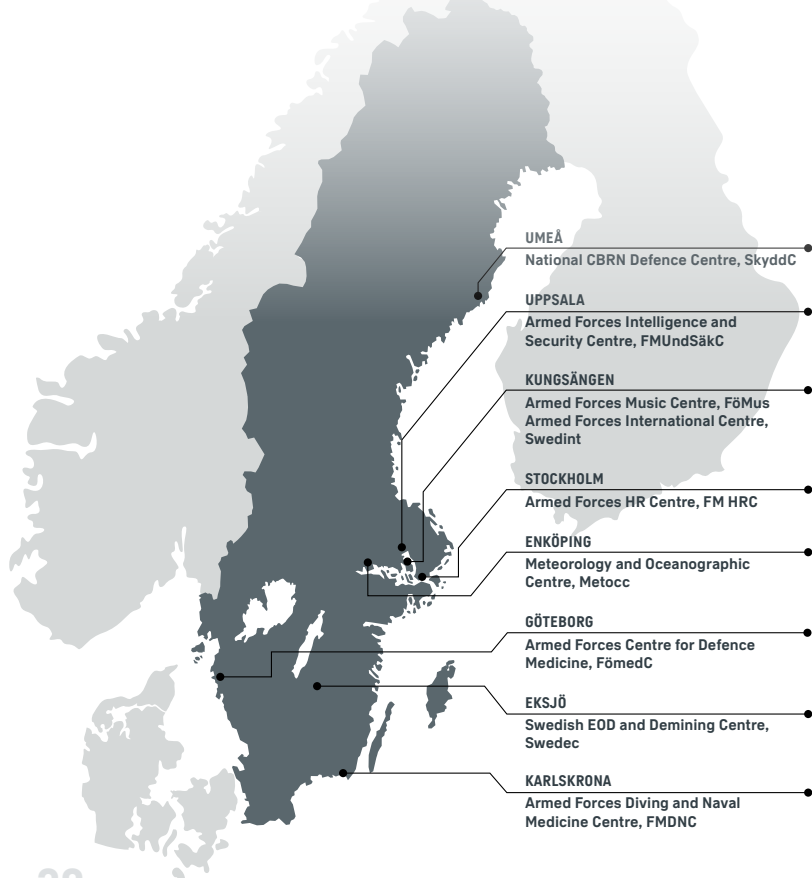 UMEÅ
National CBRN Defence Centre, SkyddC
UPPSALA
Armed Forces Intelligence and
Security Centre, FMUndSäkC
KUNGSÄNGEN
Armed Forces Music Centre, FöMus
Armed Forces International Centre,
Swedint
STOCKHOLM
Armed Forces HR Centre, FM HRC
ENKÖPING
Meteorology and Oceanographic
Centre, Metocc
GÖTEBORG
Armed Forces Centre for Defence
Medicine, FömedC
EKSJÖ
Swedish EOD and Demining Centre,
Swedec
KARLSKRONA
Armed Forces Diving and Naval
Medicine Centre, FMDNC